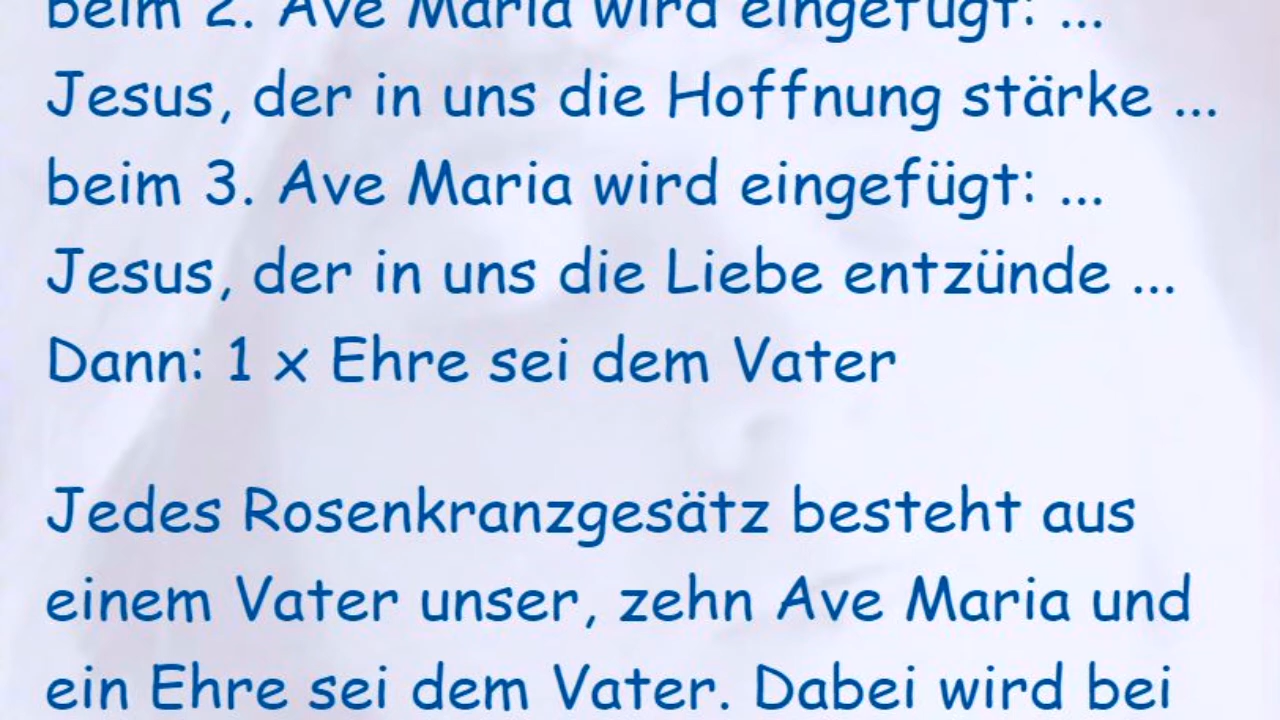 beim 2. Ave Maria wird eingefügt: ...
Jesus, der in uns die Hoffnung stärke ...
beim 3. Ave Maria wird eingefügt: ...
Jesus, der in uns die Liebe entzünde ...
Dann: 1 x Ehre sei dem Vater
Jedes Rosenkranzgesätz besteht aus
einem Vater unser, zehn Ave Maria und
ein Ehre sei dem Vater. Dabei wird bei